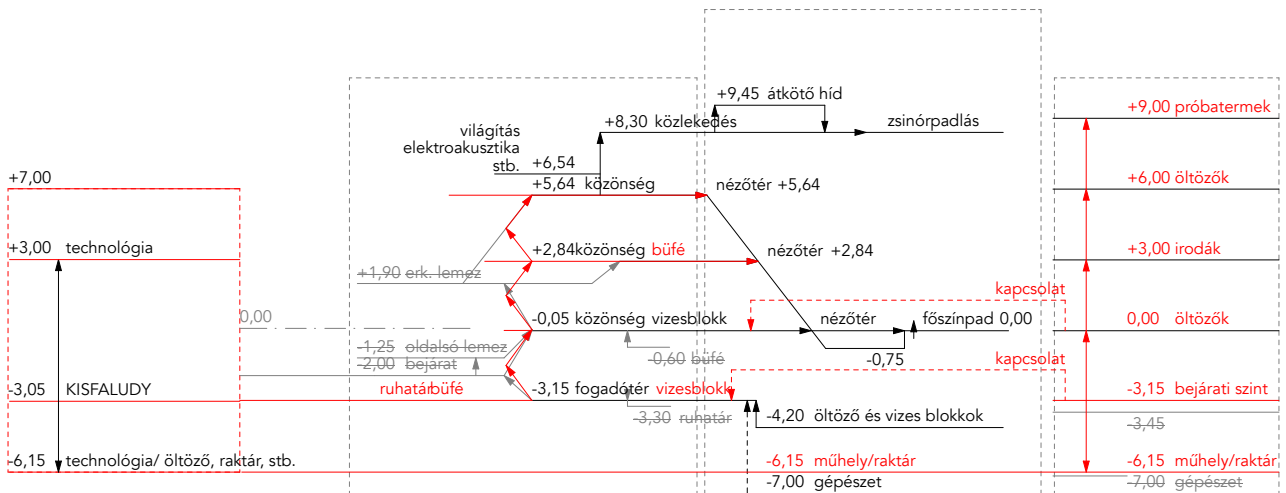 +9,45 átkötő híd
+9,00 próbatermek
világítás
elektroakusztika
stb.
+8,30 közlekedés
zsinórpadlás
+6,54
+7,00
+5,64 közönség
nézőtér +5,64
+6,00 öltözők
+3,00 technológia
+2,84közönség büfé
nézőtér +2,84
+3,00 irodák
+1,90 erk. lemez
kapcsolat
0,00
-0,05 közönség vizesblokk
nézőtér
főszínpad 0,00
0,00 öltözők
-1,25 oldalsó lemez
-2,00 bejárat
-0,60 büfé
-0,75
kapcsolat
-3,05 KISFALUDY
ruhatár büfé
-3,15 fogadótér vizesblokk
-3,15 bejárati szint
-3,30 ruhatár
-4,20 öltöző és vizes blokkok
-3,45
-6,15 technológia/ öltöző, raktár, stb.
-6,15 műhely/raktár
-6,15 műhely/raktár
-7,00 gépészet
-7,00 gépészet